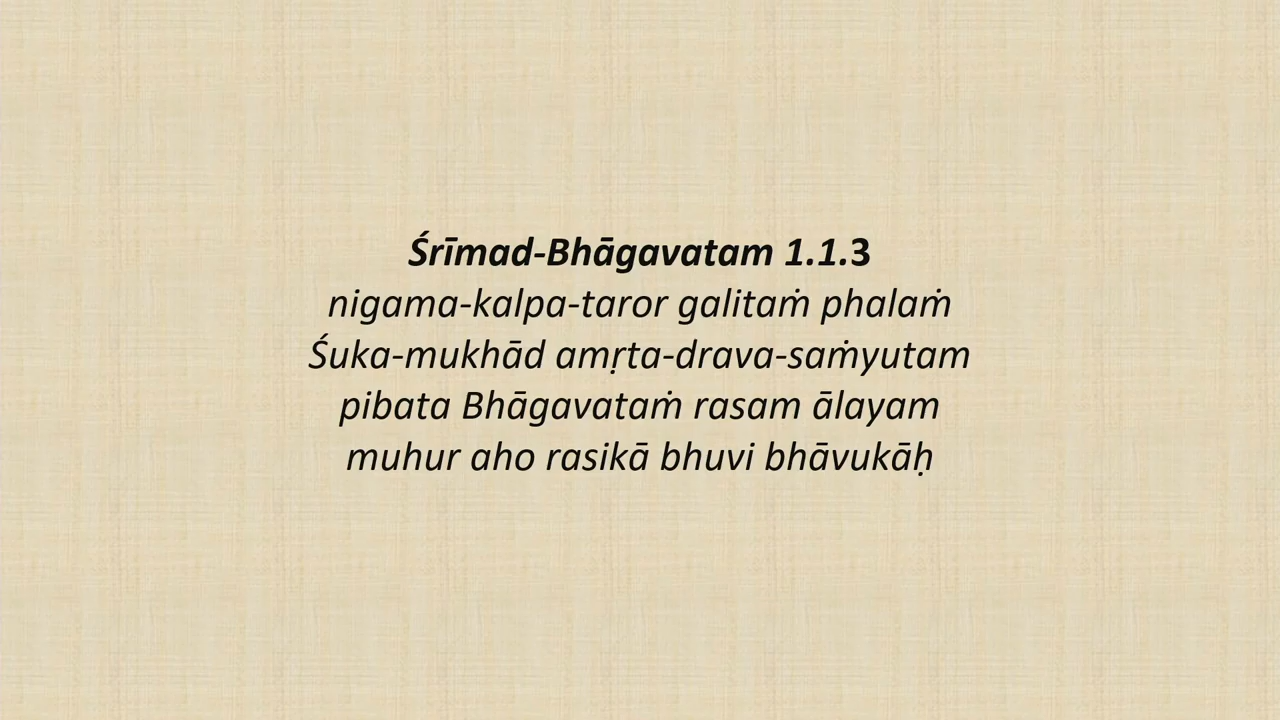 Śrīmad-Bhāgavatam 1.1.3
nigama-kalpa-taror galitaṁ phalaṁ
Śuka-mukhād amṛta-drava-saṁyutam
pibata Bhāgavataṁ rasam ālayam
muhur aho rasikā bhuvi bhāvukāḥ